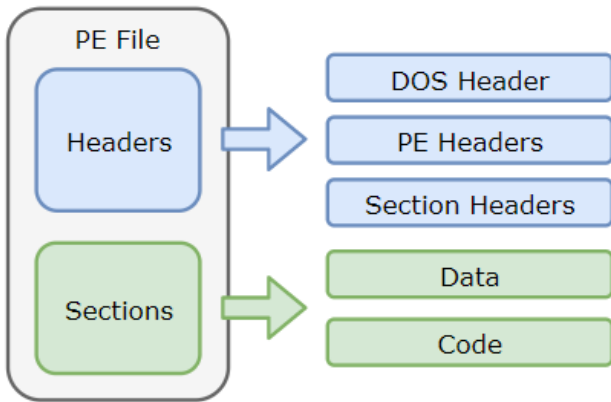 PE File
Headers
DOS Header
PE Headers
Section Headers
Sections
Data
Code